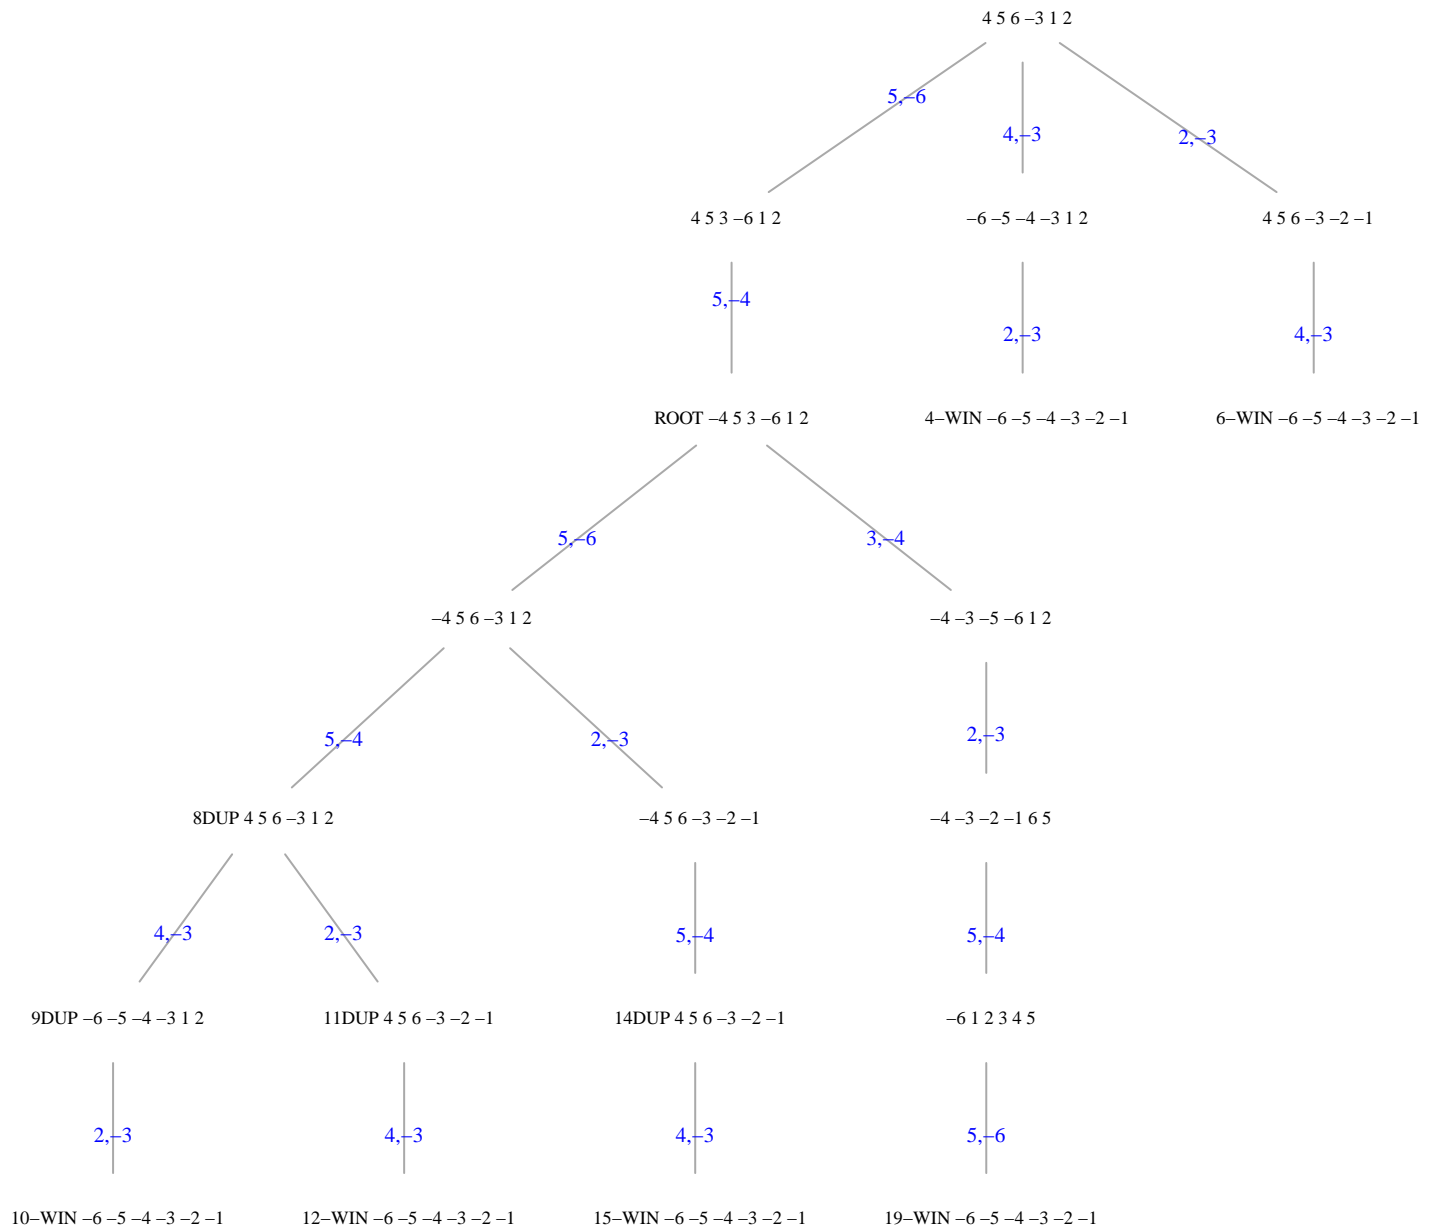 4 5 6 –3 1 2
5,–6
4,–3
2,–3
4 5 3 –6 1 2
–6 –5 –4 –3 1 2
4 5 6 –3 –2 –1
5,–4
2,–3
4,–3
ROOT –4 5 3 –6 1 2
4–WIN –6 –5 –4 –3 –2 –1
6–WIN –6 –5 –4 –3 –2 –1
5,–6
3,–4
–4 5 6 –3 1 2
–4 –3 –5 –6 1 2
5,–4
2,–3
2,–3
8DUP 4 5 6 –3 1 2
–4 5 6 –3 –2 –1
–4 –3 –2 –1 6 5
4,–3
2,–3
5,–4
5,–4
9DUP –6 –5 –4 –3 1 2
11DUP 4 5 6 –3 –2 –1
14DUP 4 5 6 –3 –2 –1
–6 1 2 3 4 5
2,–3
4,–3
4,–3
5,–6
10–WIN –6 –5 –4 –3 –2 –1
12–WIN –6 –5 –4 –3 –2 –1
15–WIN –6 –5 –4 –3 –2 –1
19–WIN –6 –5 –4 –3 –2 –1